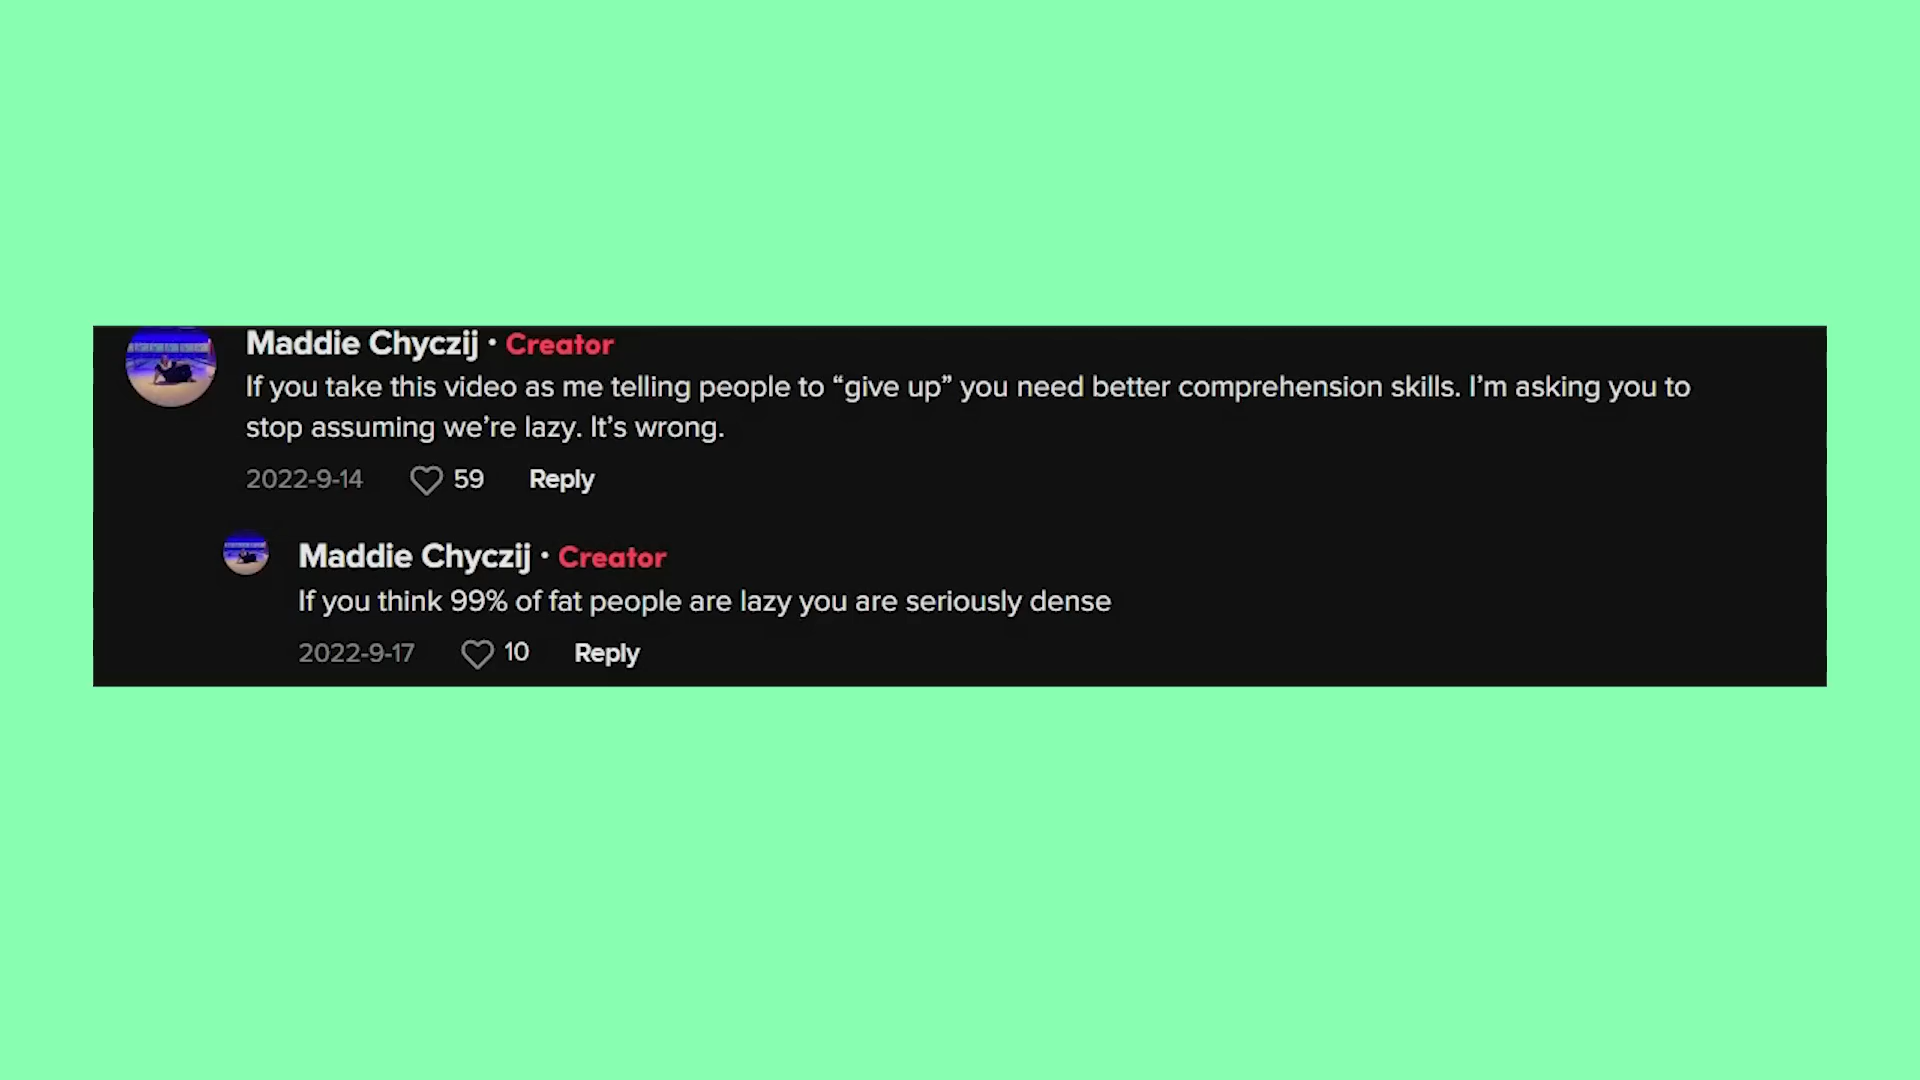 Maddie Chyczij · Creator
If you take this video as me telling people to “give up” you need better comprehension skills. I’m asking you to
stop assuming we’re lazy. It’s wrong.
2022-9-14 59 Reply
Maddie Chyczij · Creator
If you think 99% of fat people are lazy you are seriously dense
2022-9-17 10 Reply